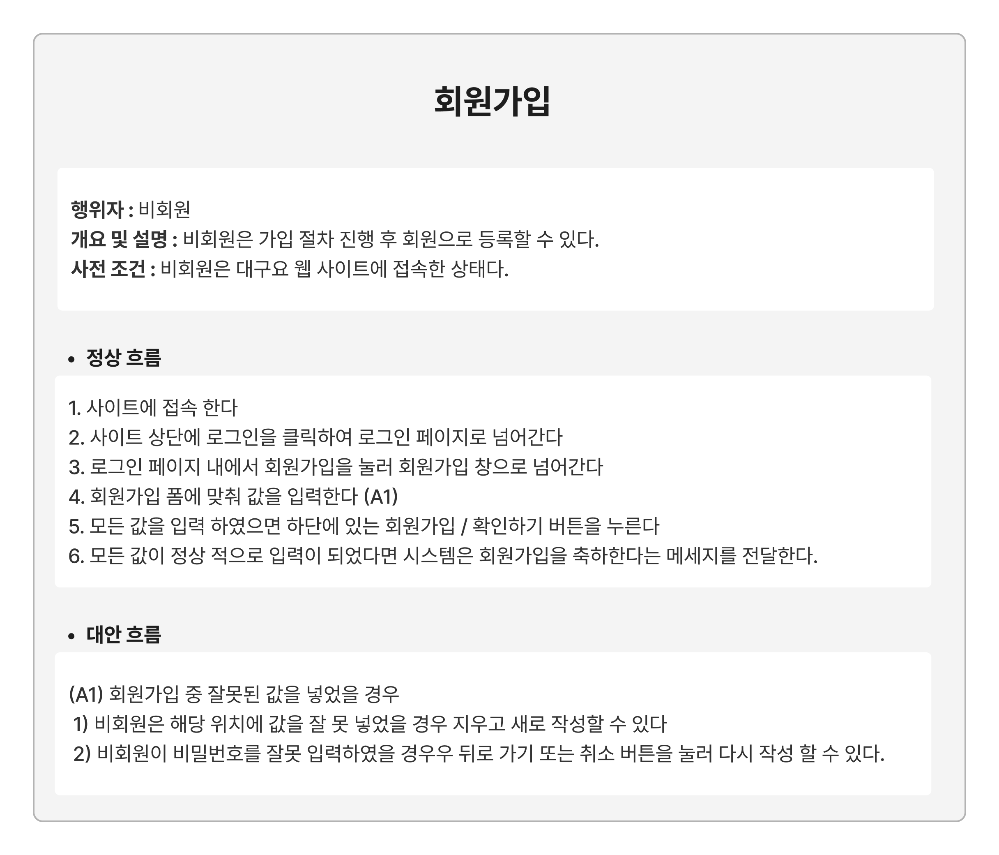 회원가입
행위자 : 비회원
개요 및 설명 : 비회원은 가입 절차 진행 후 회원으로 등록할 수 있다.
사전 조건 : 비회원은 대구요 웹 사이트에 접속한 상태다.
• 정상 흐름
1. 사이트에 접속 한다
2. 사이트 상단에 로그인을 클릭하여 로그인 페이지로 넘어간다
3. 로그인 페이지 내에서 회원가입을 눌러 회원가입 창으로 넘어간다
4. 회원가입 폼에 맞춰 값을 입력한다 (A1)
5. 모든 값을 입력 하였으면 하단에 있는 회원가입 / 확인하기 버튼을 누른다
6. 모든 값이 정상 적으로 입력이 되었다면 시스템은 회원가입을 축하한다는 메세지를 전달한다.
• 대안 흐름
(A1) 회원가입 중 잘못된 값을 넣었을 경우
1) 비회원은 해당 위치에 값을 잘 못 넣었을 경우 지우고 새로 작성할 수 있다
2) 비회원이 비밀번호를 잘못 입력하였을 경우우 뒤로 가기 또는 취소 버튼을 눌러 다시 작성할 수 있다.